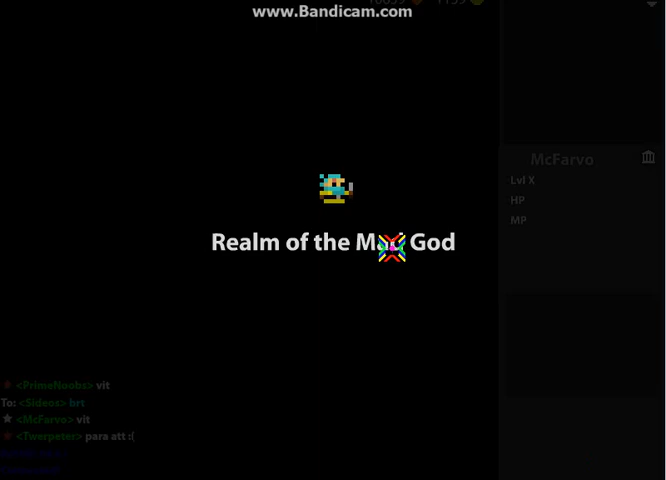 www.Bandicam.com
McFarvo
Lvl X
HP
MP
Realm of the Mad God
<PrimeNoobs> vit
To: <Sideos> brt
<McFarvo> vit
<Twerpeter> para att :(